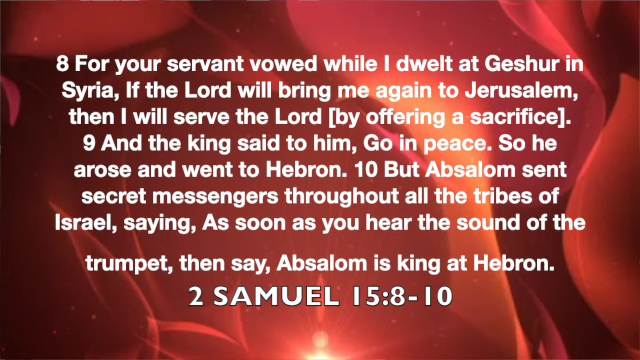 8 For your servant vowed while I dwelt at Geshur in
Syria, If the Lord will bring me again to Jerusalem,
then I will serve the Lord [by offering a sacrifice].
9 And the king said to him, Go in peace. So he
arose and went to Hebron. 10 But Absalom sent
secret messengers throughout all the tribes of
Israel, saying, As soon as you hear the sound of the
trumpet, then say, Absalom is king at Hebron.
2 SAMUEL 15:8-10